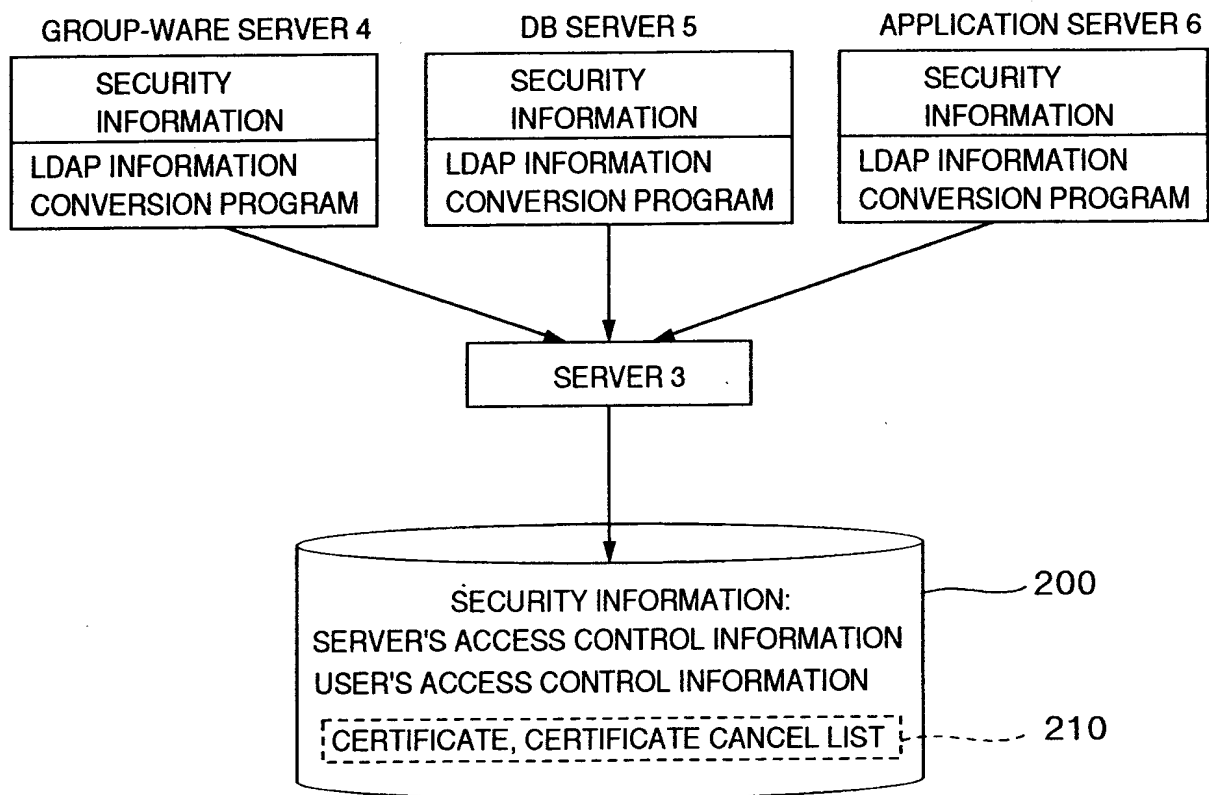 GROUP-WARE SERVER 4
DB SERVER 5
APPLICATION SERVER 6
SECURITY
INFORMATION
LDAP INFORMATION
CONVERSION PROGRAM
SECURITY
INFORMATION
LDAP INFORMATION
CONVERSION PROGRAM
SECURITY
INFORMATION
LDAP INFORMATION
CONVERSION PROGRAM
SERVER 3
SECURITY INFORMATION:
SERVER'S ACCESS CONTROL INFORMATION
USER'S ACCESS CONTROL INFORMATION
CERTIFICATE, CERTIFICATE CANCEL LIST
200
210